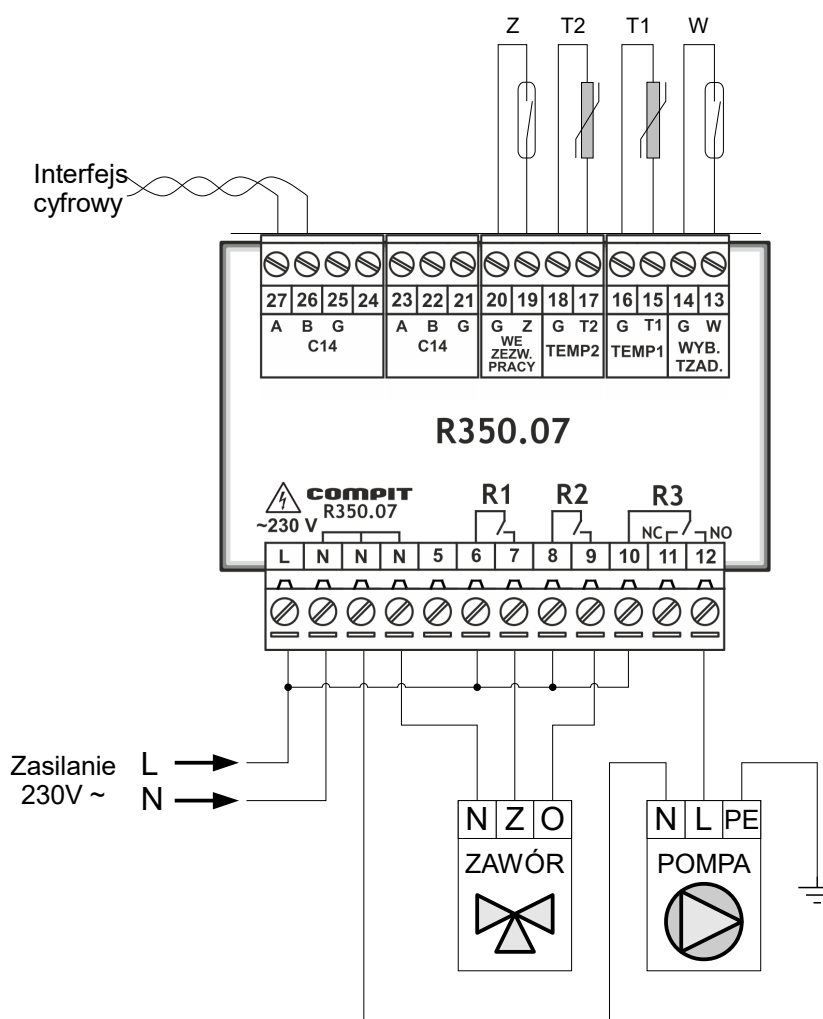 Z T2 T1 W
Interfejs
cyfrowy
27 26 25 24 23 22 21 20 19 18 17 16 15 14 13
A B G A B G G Z G T2 G T1 G W
C14 C14 WE ZEZW. PRACY TEMP2 TEMP1 WYB. TZAD.
R350.07
COMPIT
R350.07
~230 V
R1 R2 R3
NC NO
L N N N 5 6 7 8 9 10 11 12
Zasilanie
230V ~
L
N
N Z O
ZAWÓR
N L PE
POMPA